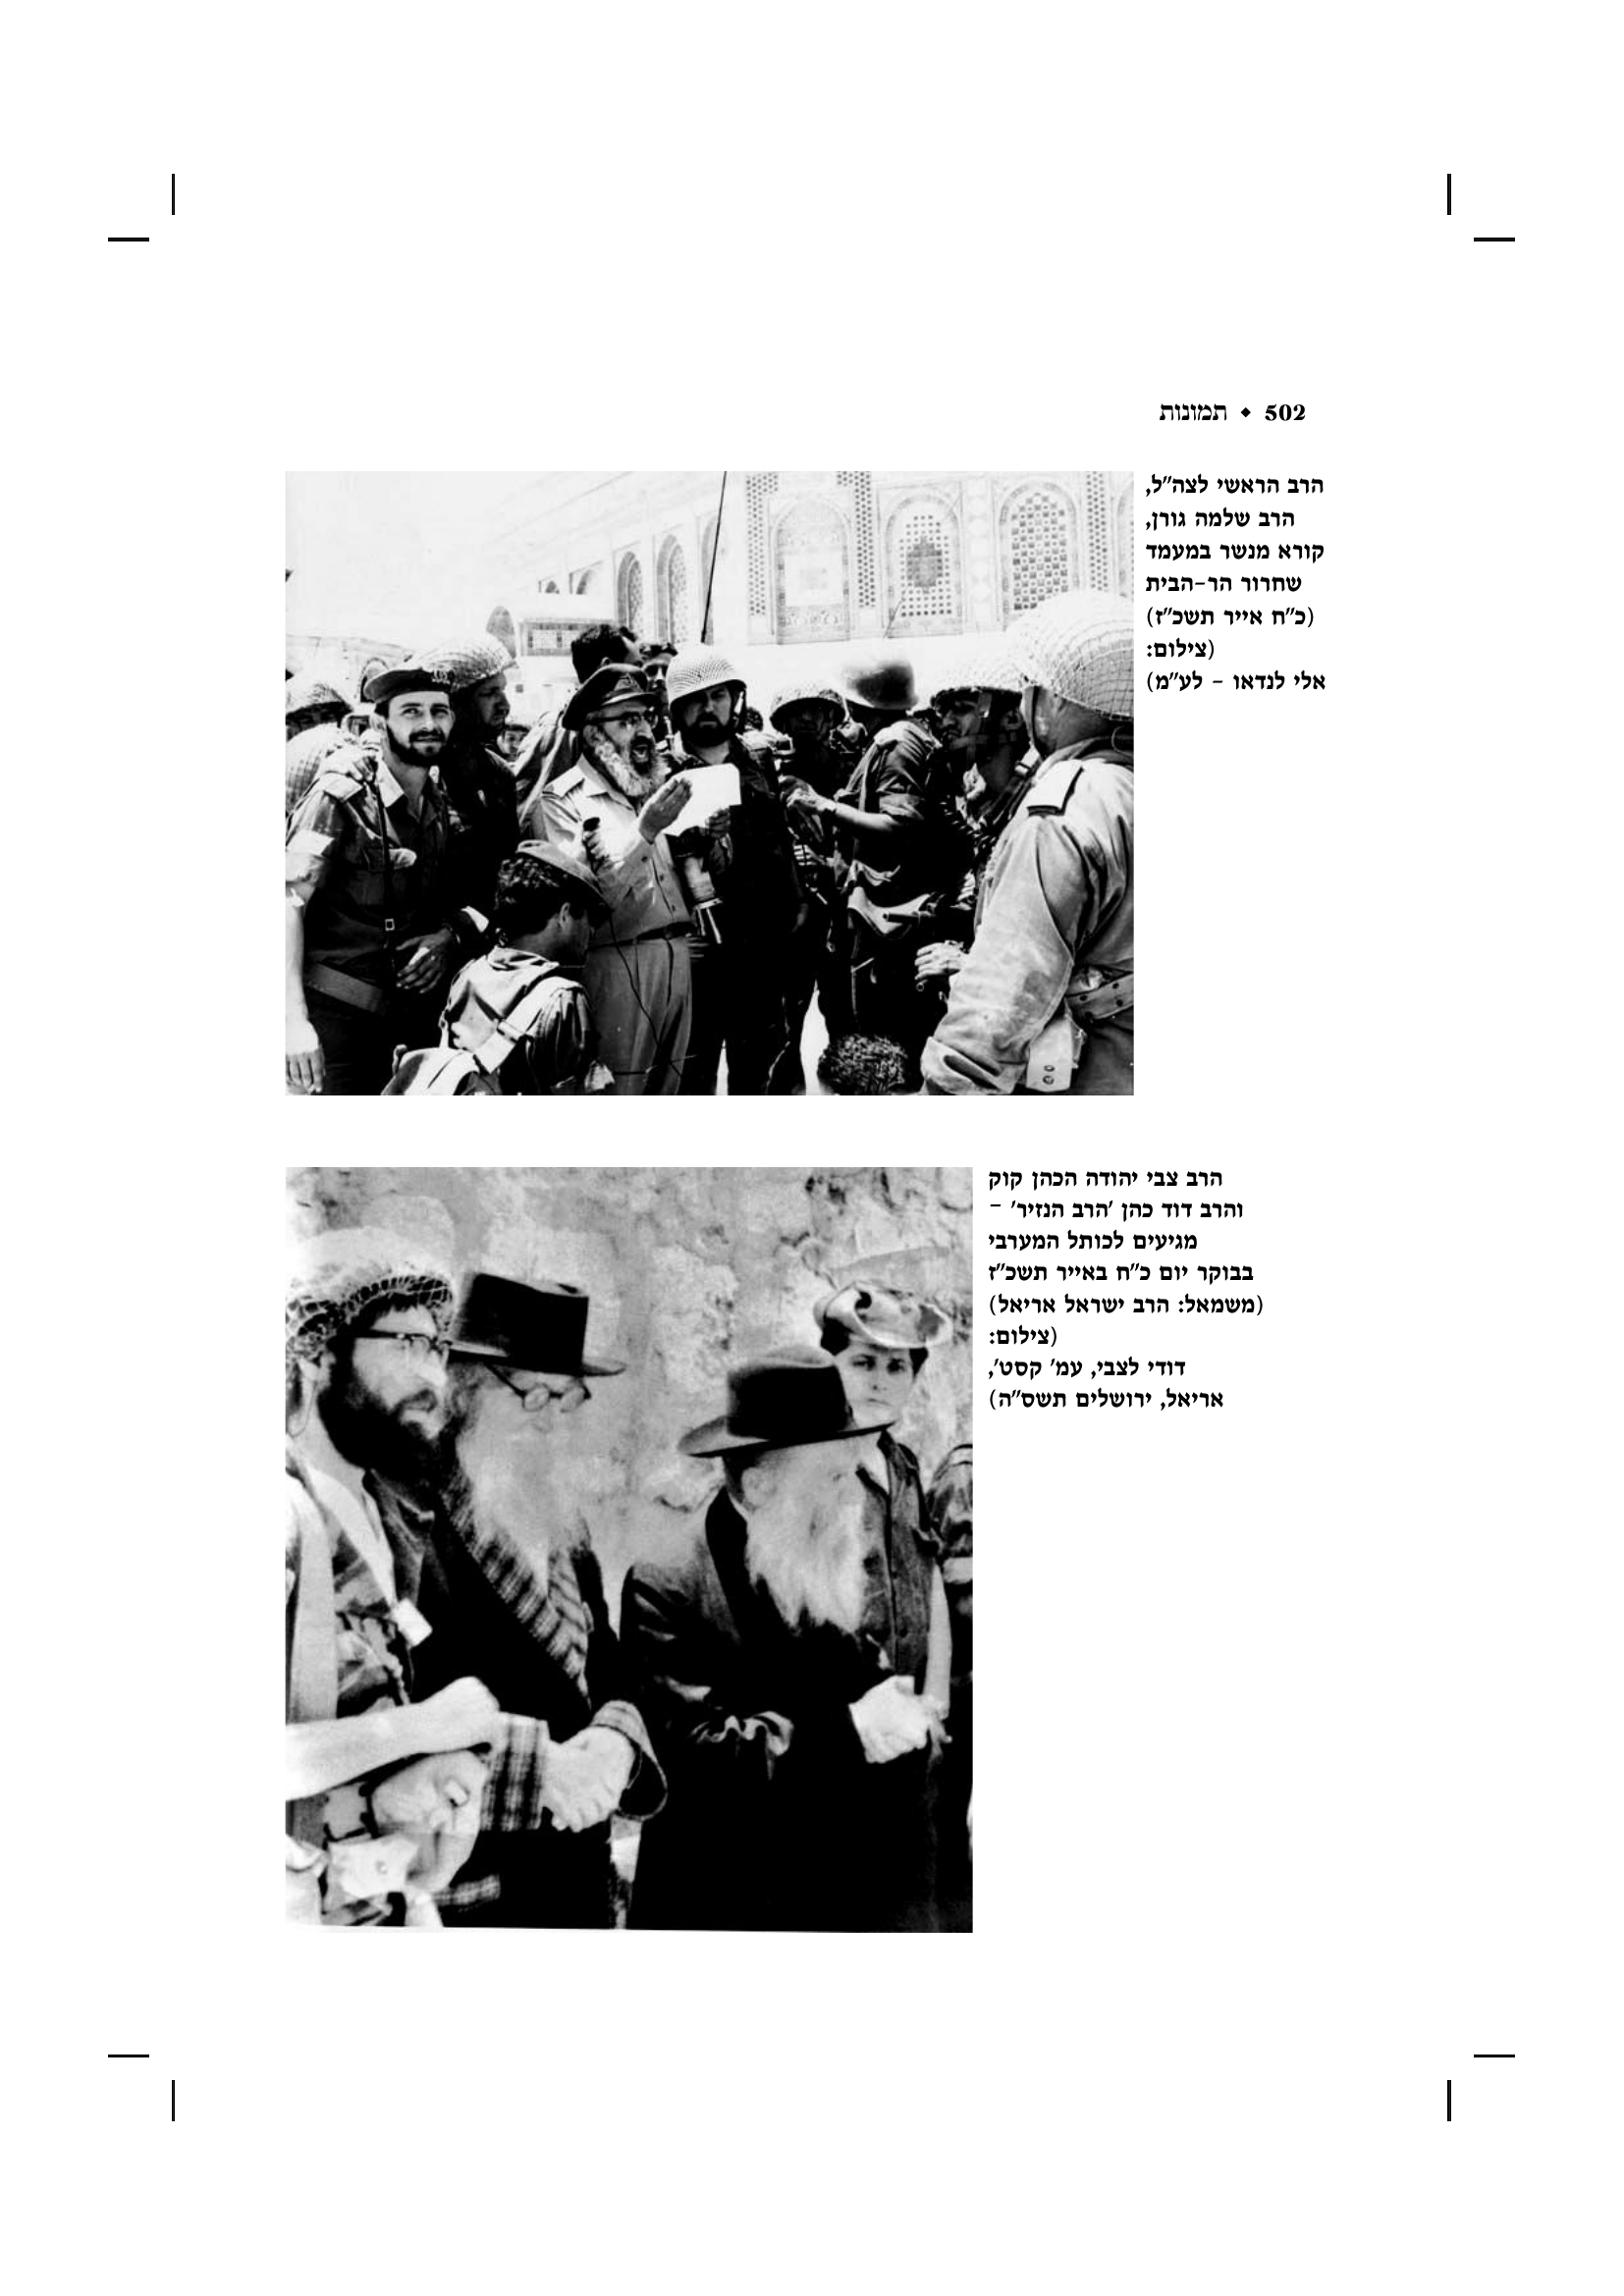 502 ◆ תמונות
הרב הראשי לצה"ל,
הרב שלמה גורן,
קורא מנשר במעמד
שחרור הר-הבית
(כ"ח אייר תשכ"ז)
(צילום:
אלי לנדאו - לע"מ)
הרב צבי יהודה הכהן קוק
והרב דוד כהן 'הרב הנזיר' –
מגיעים לכותל המערבי
בבוקר יום כ"ח באייר תשכ"ז
(משמאל: הרב ישראל אריאל)
(צילום:
דודי לצבי, עמ' קסט',
אריאל, ירושלים תשס"ה)